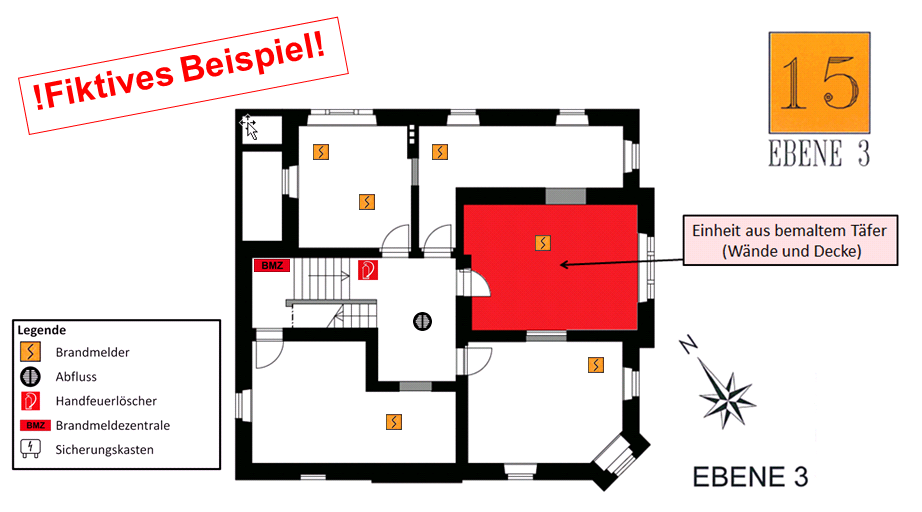 !Fiktives Beispiel!
15
EBENE 3
Einheit aus bemaltem Täfer
(Wände und Decke)
BMZ
Legende
Brandmelder
Abfluss
Handfeuerlöscher
BMZ Brandmeldezentrale
Sicherungskasten
N
EBENE 3